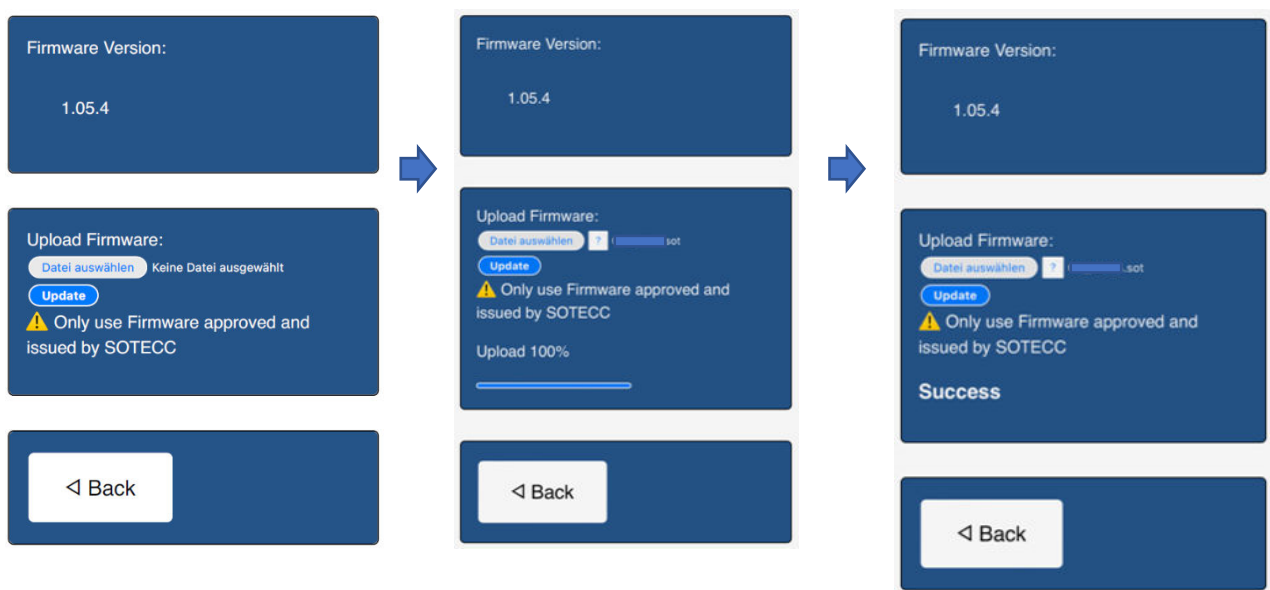 Firmware Version:
1.05.4
Upload Firmware:
Datei auswählen Keine Datei ausgewählt
Update
⚠ Only use Firmware approved and
issued by SOTECC
◁ Back
Firmware Version:
1.05.4
Upload Firmware:
Datei auswählen ? sot
Update
⚠ Only use Firmware approved and
issued by SOTECC
Upload 100%
◁ Back
Firmware Version:
1.05.4
Upload Firmware:
Datei auswählen ? .sot
Update
⚠ Only use Firmware approved and
issued by SOTECC
Success
◁ Back